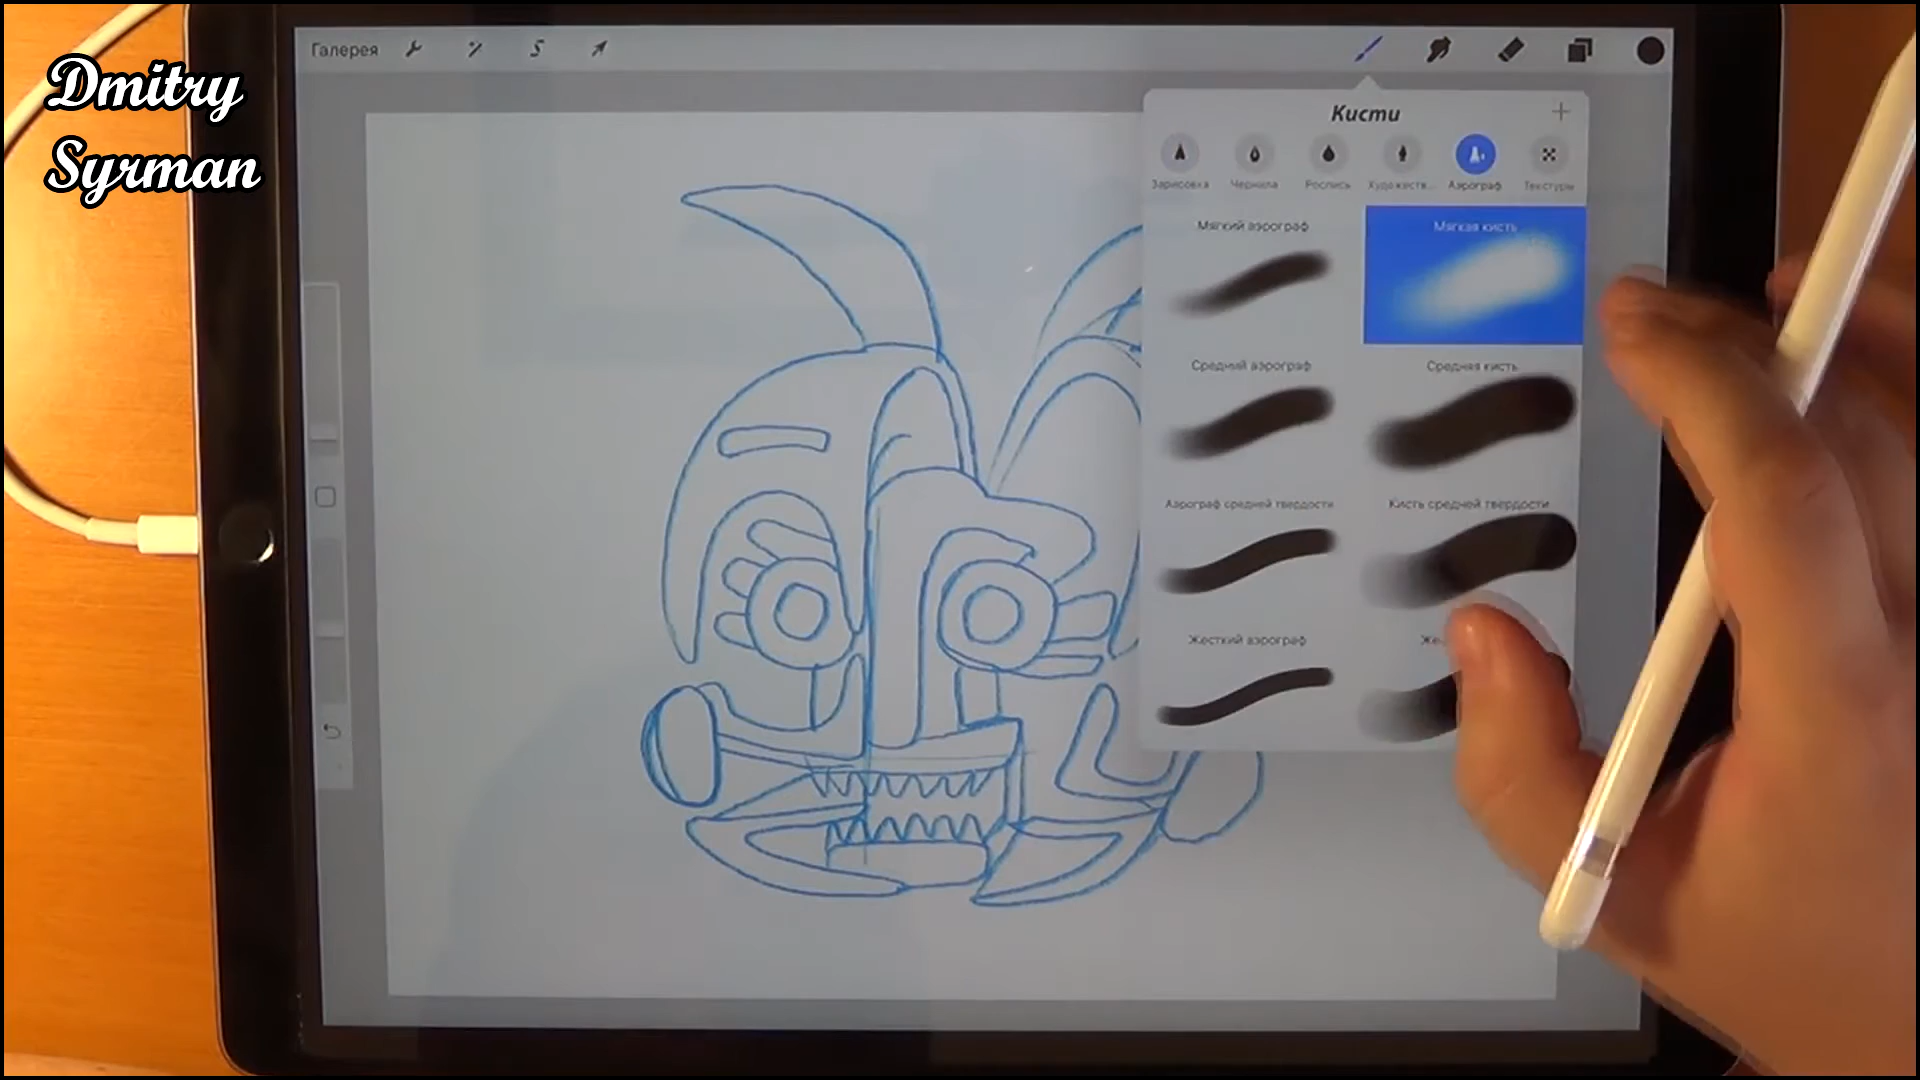 Dmitry
Syrman
Галерея
Кисти
Зарисовка Чернила Роспись Художеств... Аэрограф Текстуры
Мягкий аэрограф Мягкая кисть
Средний аэрограф Средняя кисть
Аэрограф средней твердости Кисть средней твердости
Жесткий аэрограф